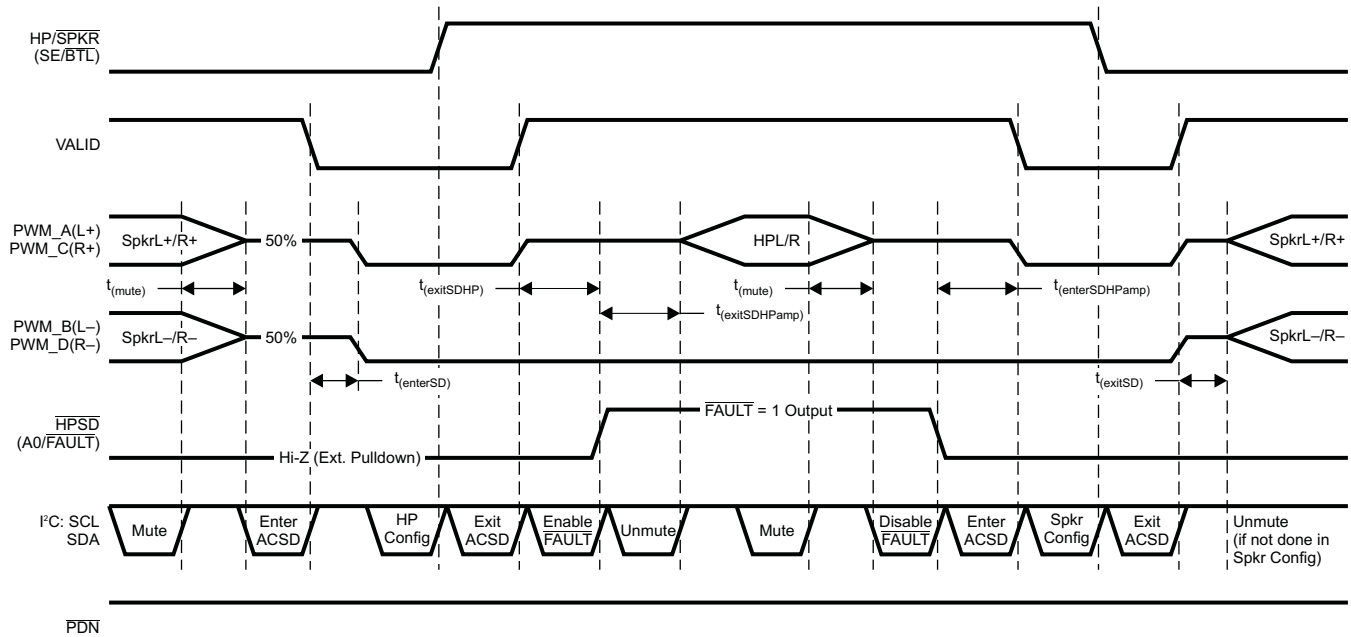 HP/SPKR
(SE/BTL)
VALID
PWM_A(L+)
PWM_C(R+)
SpkrL+/R+
50%
HPL/R
SpkrL+/R+
t(mute)
t(exitSDHP)
t(mute)
t(enterSDHPamp)
t(exitSDHPamp)
PWM_B(L–)
PWM_D(R–)
SpkrL–/R–
50%
SpkrL–/R–
t(enterSD)
t(exitSD)
HPSD
(A0/FAULT)
FAULT = 1 Output
Hi-Z (Ext. Pulldown)
I²C: SCL
SDA
Mute
Enter
ACSD
HP
Config
Exit
ACSD
Enable
FAULT
Unmute
Mute
Disable
FAULT
Enter
ACSD
Spkr
Config
Exit
ACSD
Unmute
(if not done in
Spkr Config)
PDN